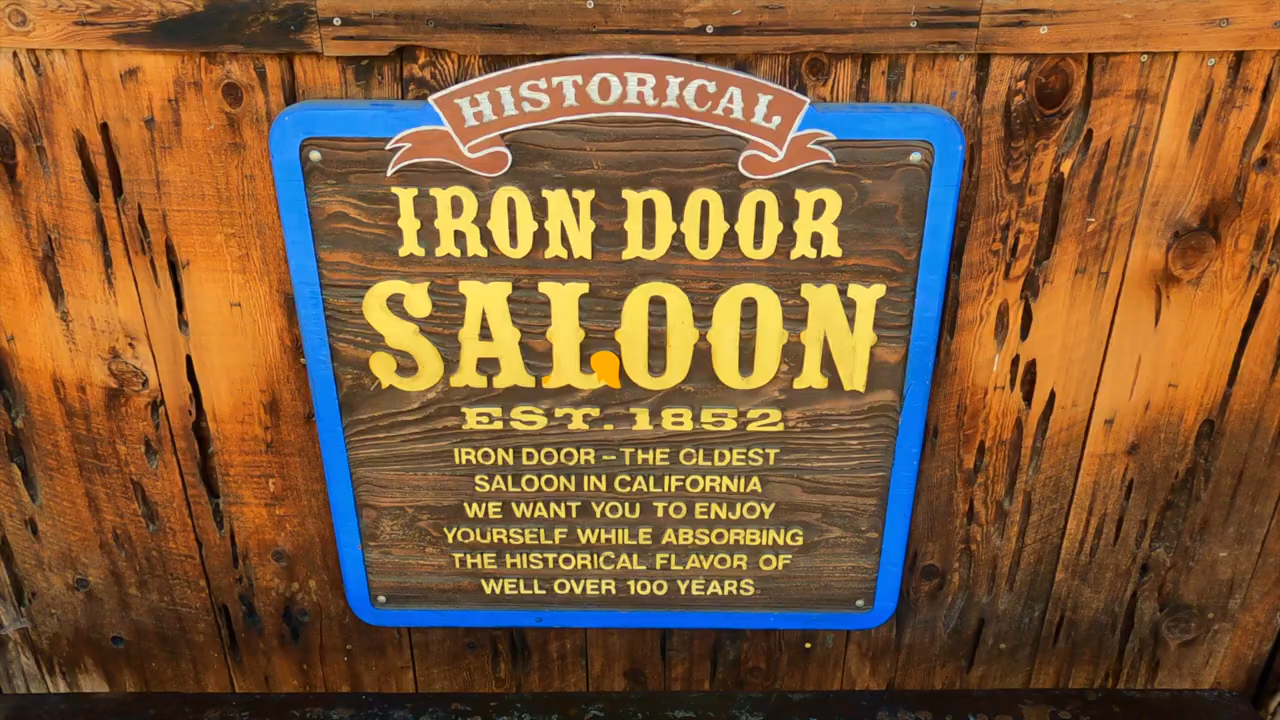 HISTORICAL
IRON DOOR
SALOON
EST. 1852
IRON DOOR – THE OLDEST
SALOON IN CALIFORNIA
WE WANT YOU TO ENJOY
YOURSELF WHILE ABSORBING
THE HISTORICAL FLAVOR OF
WELL OVER 100 YEARS.